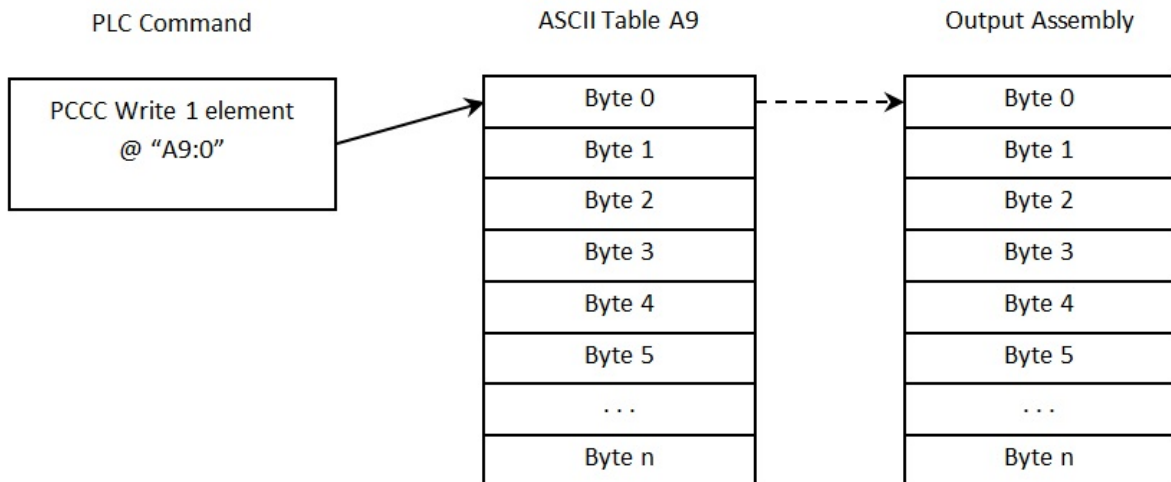 PLC Command
ASCII Table A9
Output Assembly
PCCC Write 1 element
@ “A9:0”
Byte 0
Byte 1
Byte 2
Byte 3
Byte 4
Byte 5
. . .
Byte n
Byte 0
Byte 1
Byte 2
Byte 3
Byte 4
Byte 5
. . .
Byte n